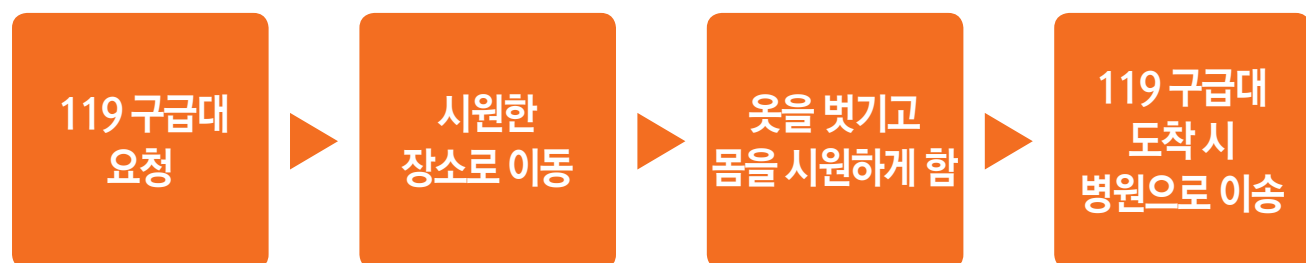 119 구급대
요청
시원한
장소로 이동
옷을 벗기고
몸을 시원하게 함
119 구급대
도착 시
병원으로 이송